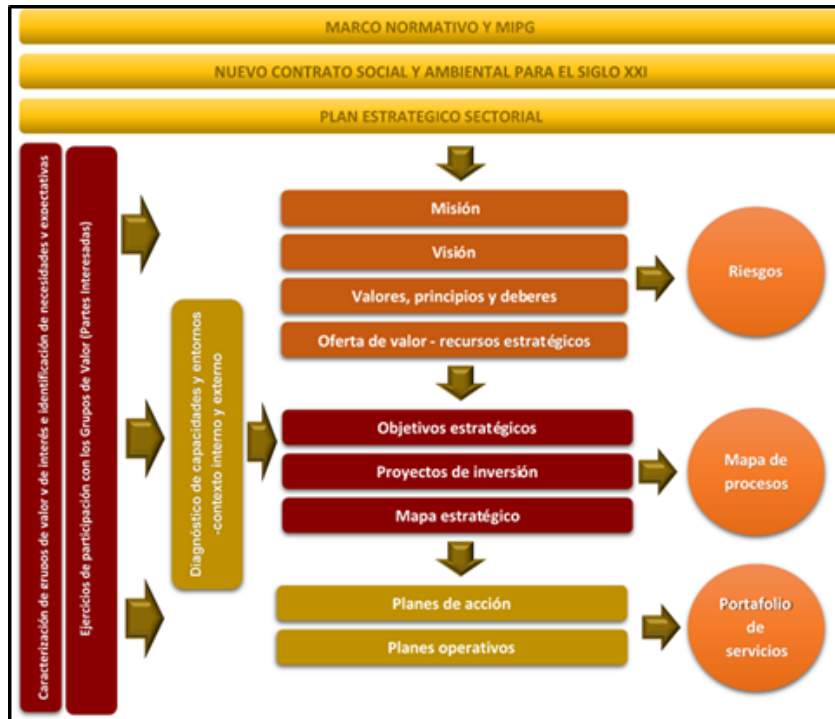 MARCO NORMATIVO Y MIPG
NUEVO CONTRATO SOCIAL Y AMBIENTAL PARA EL SIGLO XXI
PLAN ESTRATEGICO SECTORIAL
Caracterización de grupos de valor y de interés e identificación de necesidades y expectativas
Ejercicios de participación con los Grupos de Valor (Partes Interesadas)
Diagnóstico de capacidades y entornos
-contexto interno y externo
Misión
Visión
Valores, principios y deberes
Oferta de valor - recursos estratégicos
Riesgos
Objetivos estratégicos
Proyectos de inversión
Mapa estratégico
Mapa de
procesos
Planes de acción
Planes operativos
Portafolio
de
servicios